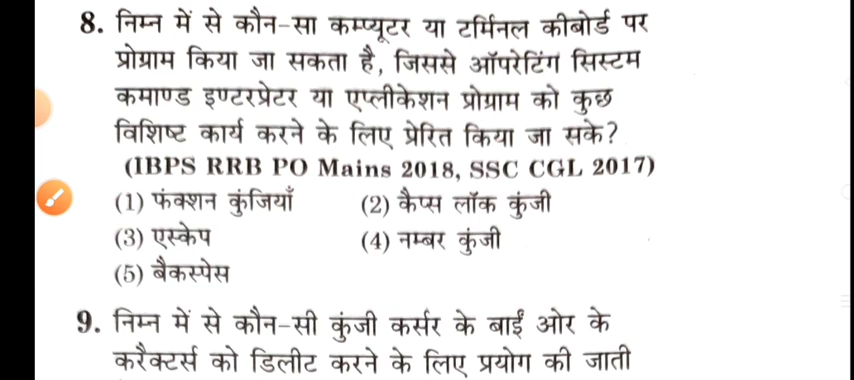 8. निम्न में से कौन-सा कम्प्यूटर या टर्मिनल कीबोर्ड पर
प्रोग्राम किया जा सकता है, जिससे ऑपरेटिंग सिस्टम
कमाण्ड इण्टरप्रेटर या एप्लीकेशन प्रोग्राम को कुछ
विशिष्ट कार्य करने के लिए प्रेरित किया जा सके?
(IBPS RRB PO Mains 2018, SSC CGL 2017)
(1) फंक्शन कुंजियाँ (2) कैप्स लॉक कुंजी
(3) एस्केप (4) नम्बर कुंजी
(5) बैकस्पेस
9. निम्न में से कौन-सी कुंजी कर्सर के बाईं ओर के
करैक्टर्स को डिलीट करने के लिए प्रयोग की जाती